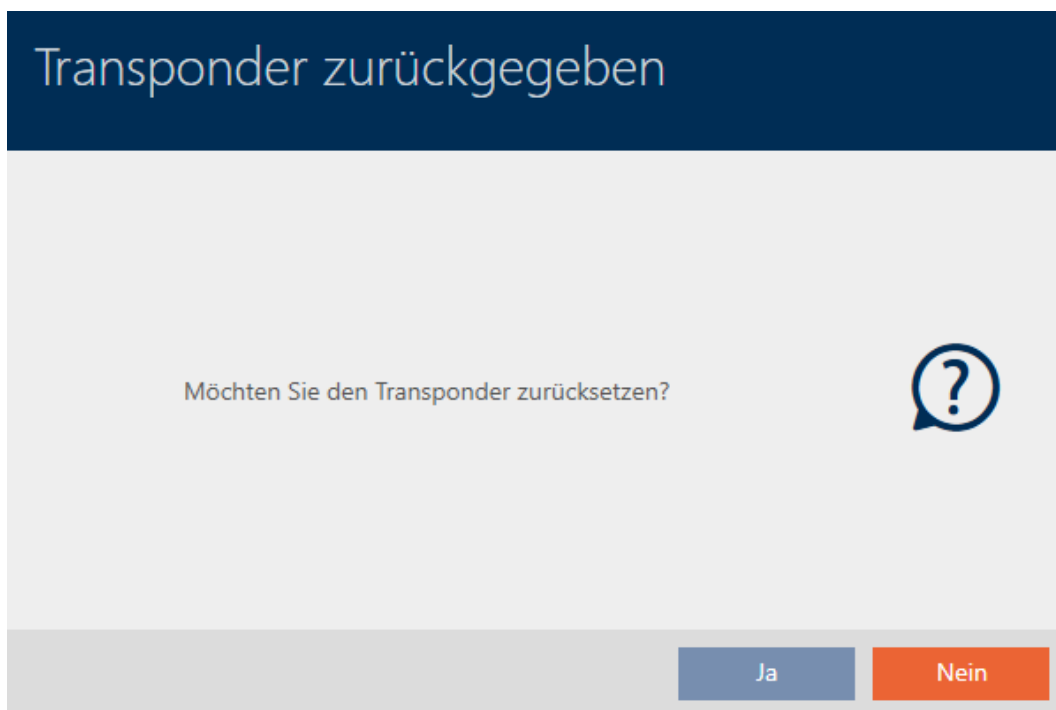 Transponder zurückgegeben
Möchten Sie den Transponder zurücksetzen?
?
Ja
Nein